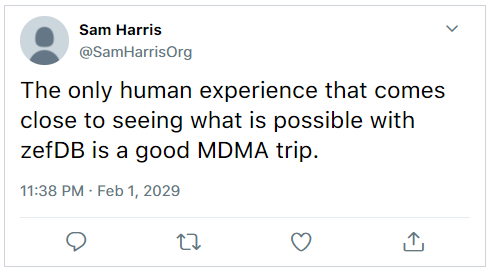 Sam Harris
@SamHarrisOrg
The only human experience that comes
close to seeing what is possible with
zefDB is a good MDMA trip.
11:38 PM · Feb 1, 2029